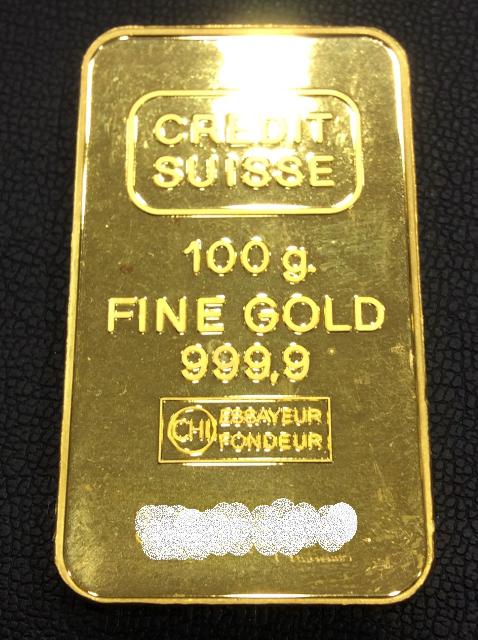 CREDIT
SUISSE
100 g.
FINE GOLD
999,9
CHI ESSAYEUR
FONDEUR